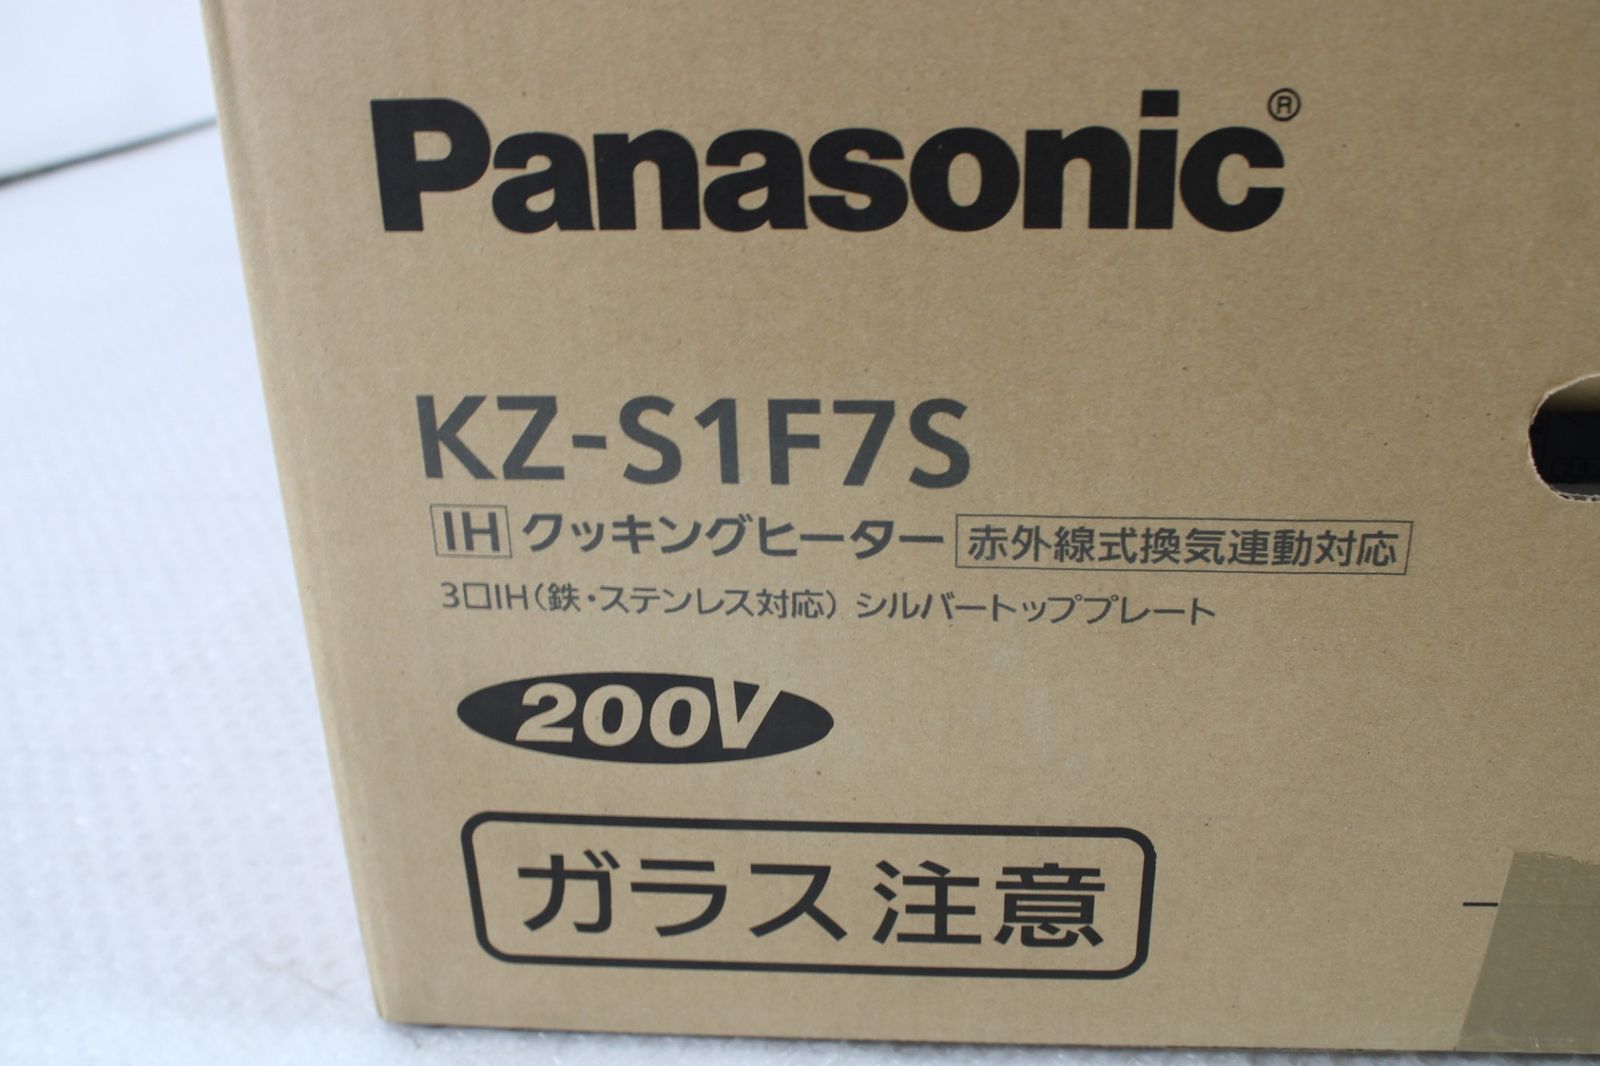 Panasonic®
KZ-S1F7S
IH クッキングヒーター 赤外線式換気連動対応
3口IH(鉄・ステンレス対応) シルバートッププレート
200V
ガラス注意